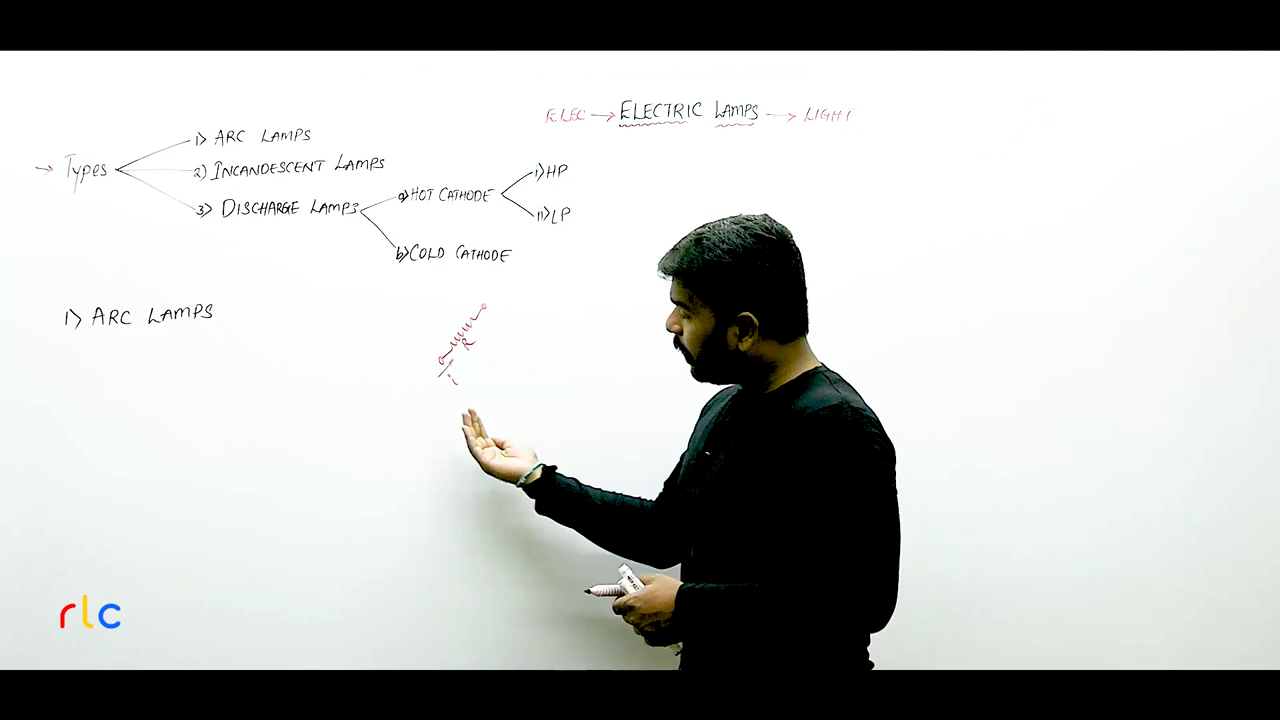 ELEC → ELECTRIC LAMPS → LIGHT
→ Types
1) ARC LAMPS
2) INCANDESCENT LAMPS
3) DISCHARGE LAMPS
a) HOT CATHODE
i) HP
ii) LP
b) COLD CATHODE
1) ARC LAMPS
R
rlc